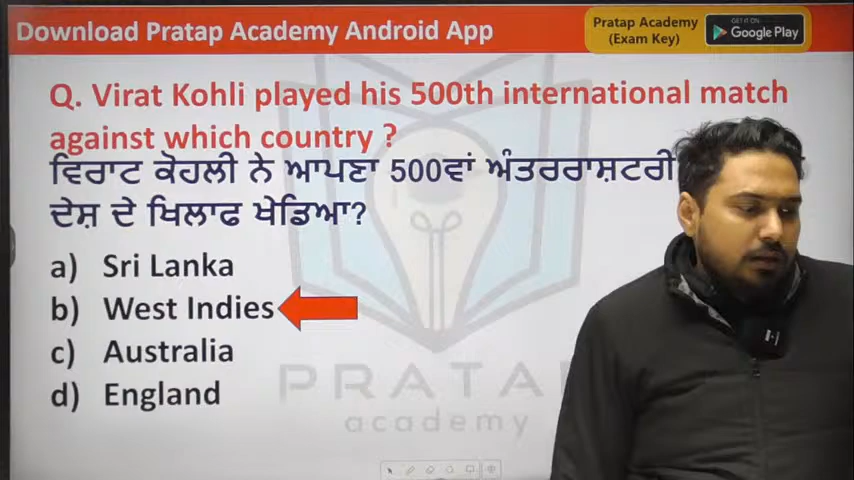 Download Pratap Academy Android App
Pratap Academy
(Exam Key)
GET IT ON
Google Play
Q. Virat Kohli played his 500th international match
against which country ?
ਵਿਰਾਟ ਕੋਹਲੀ ਨੇ ਆਪਣਾ 500ਵਾਂ ਅੰਤਰਰਾਸ਼ਟਰੀ
ਦੇਸ਼ ਦੇ ਖਿਲਾਫ ਖੇਡਿਆ?
a) Sri Lanka
b) West Indies
c) Australia
d) England
PRATAP
academy